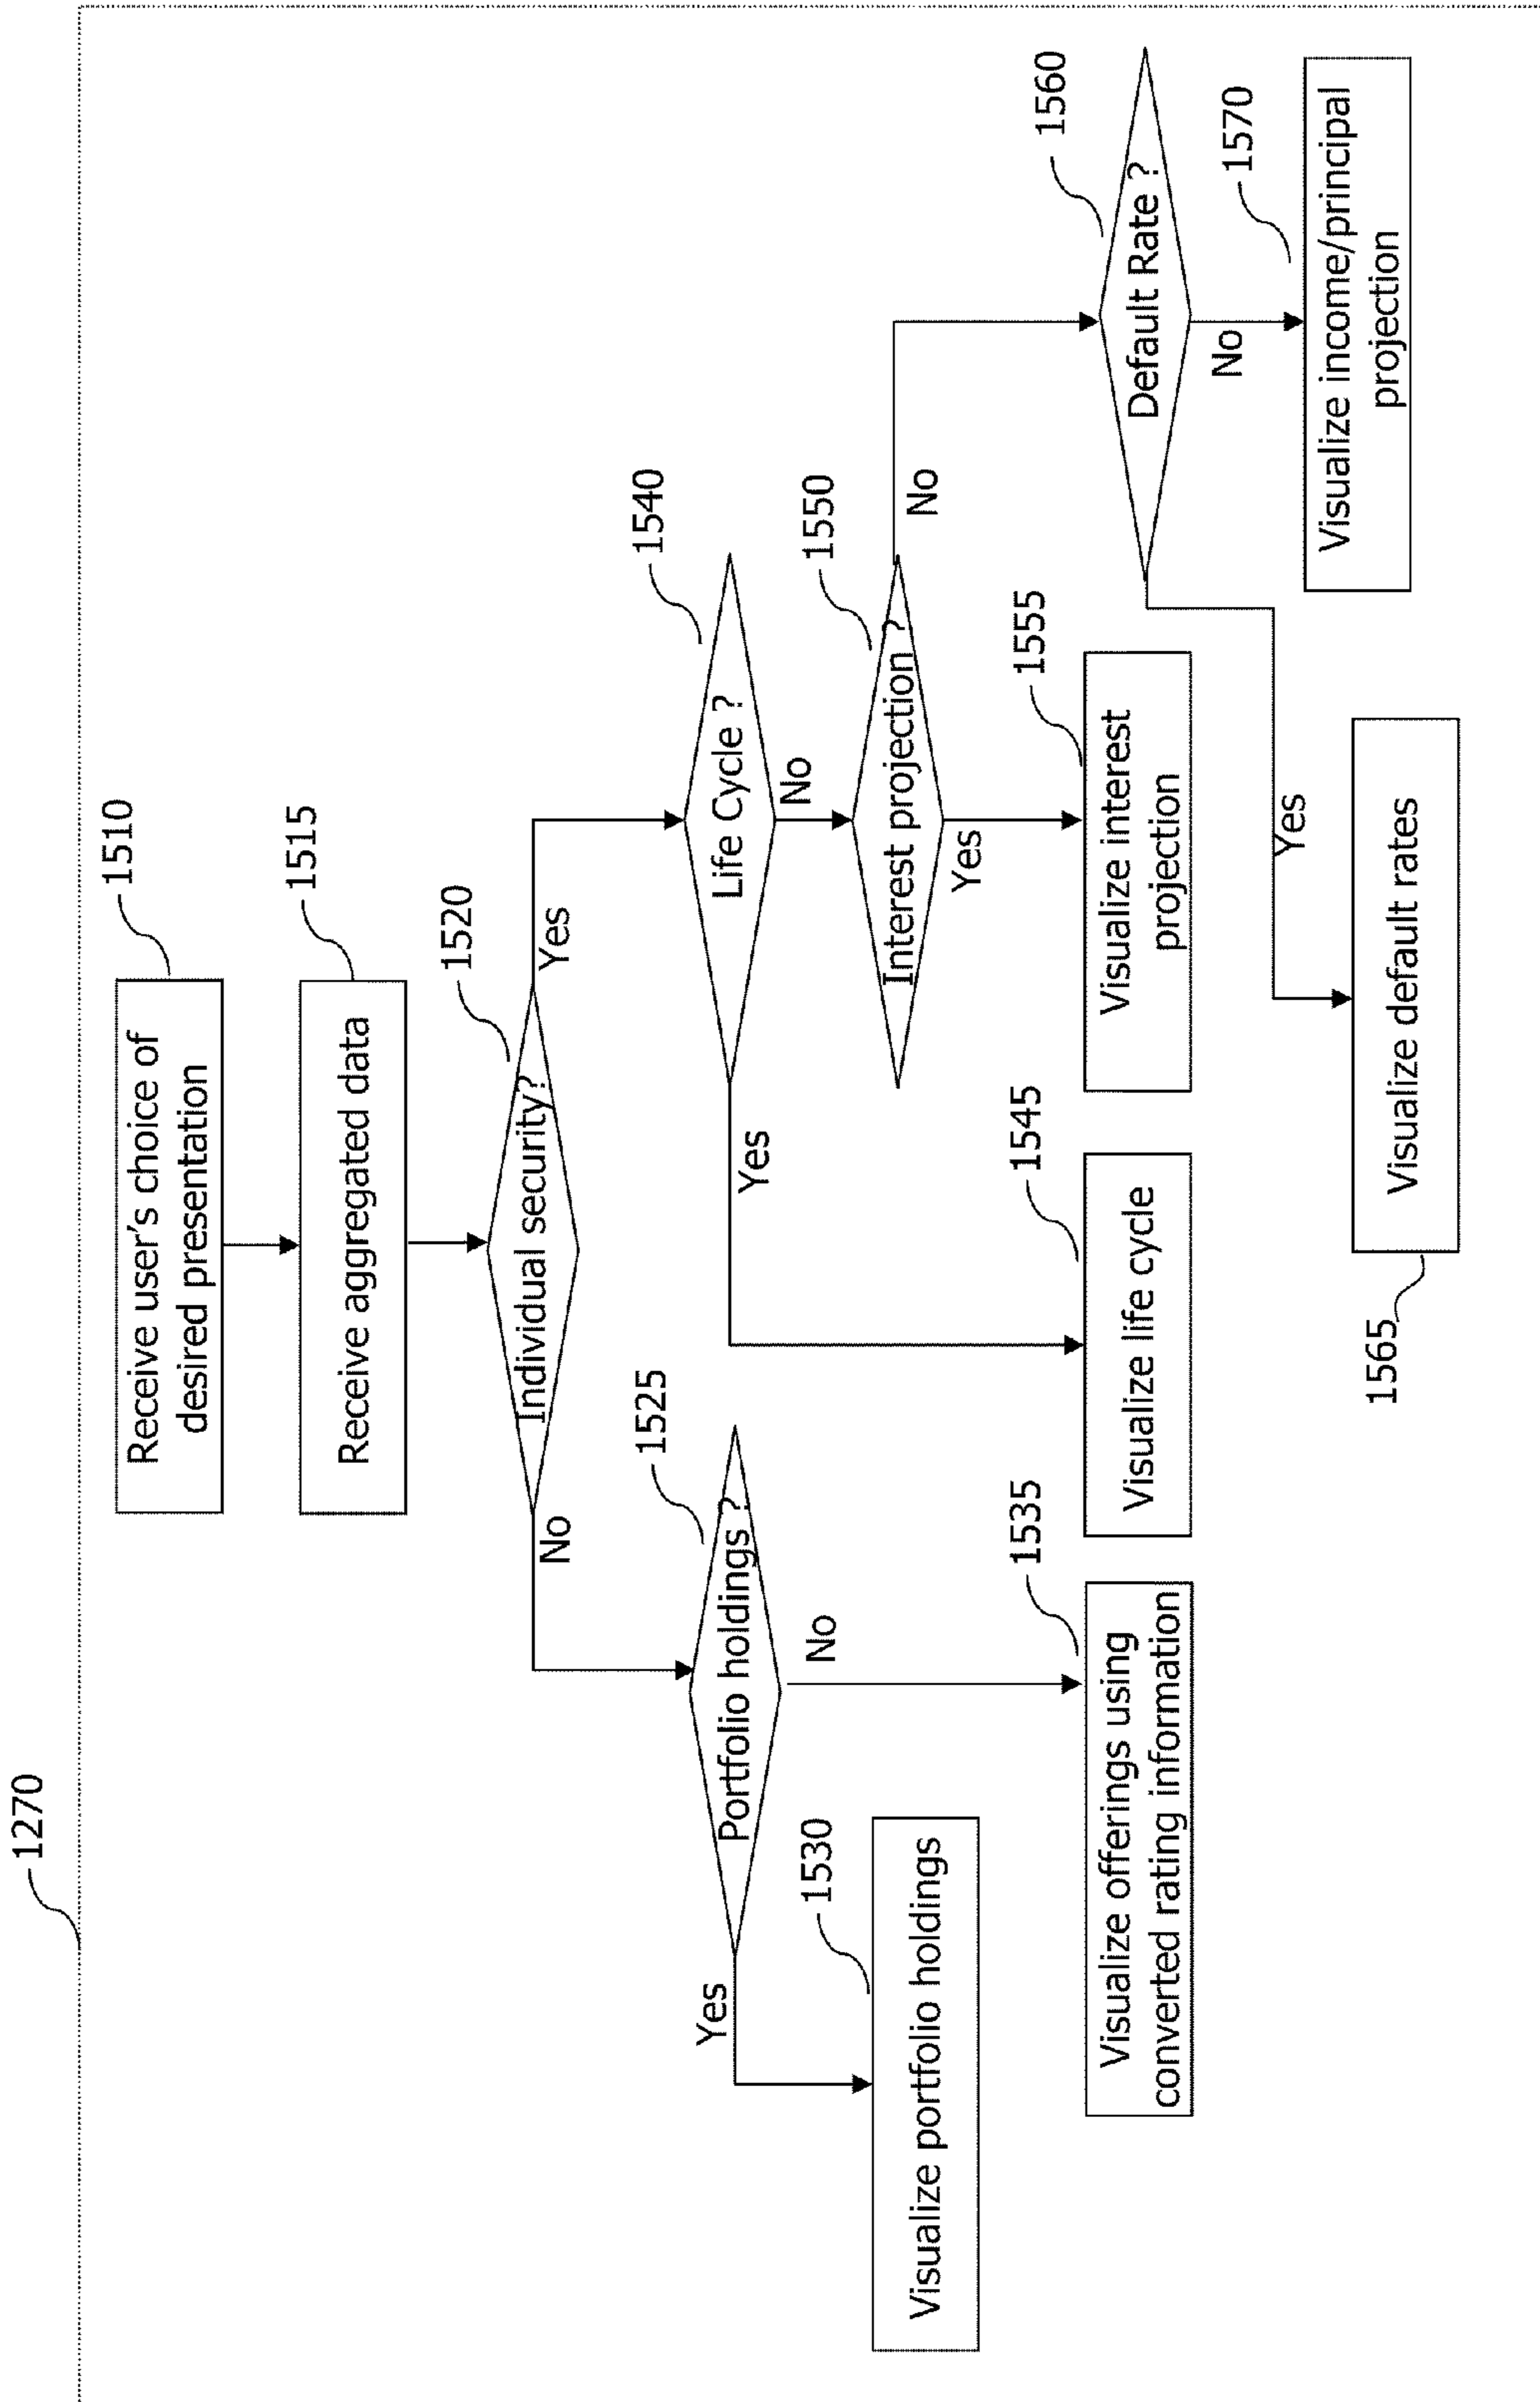 1270
Receive user's choice of
desired presentation
1510
Receive aggregated data
1515
Individual security?
1520
No
Yes
Portfolio holdings ?
1525
Yes
No
Visualize portfolio holdings
1530
Visualize offerings using
converted rating information
1535
Life Cycle ?
1540
Yes
No
Visualize life cycle
1545
Interest projection ?
1550
Yes
No
Visualize interest
projection
1555
Default Rate ?
1560
Yes
No
Visualize default rates
1565
Visualize income/principal
projection
1570